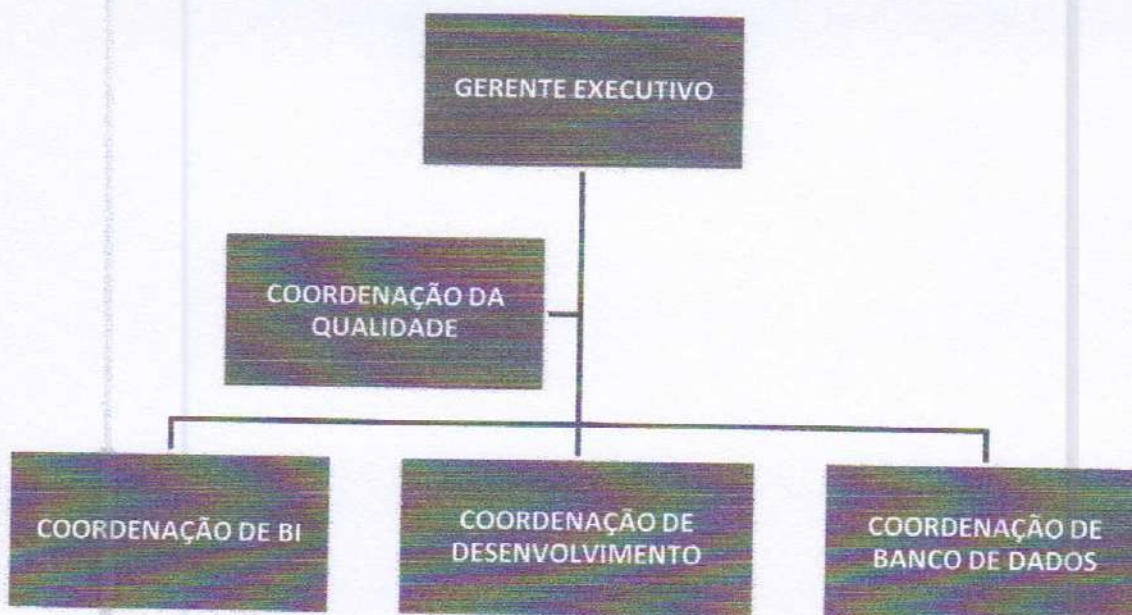 GERENTE EXECUTIVO
COORDENAÇÃO DA
QUALIDADE
COORDENAÇÃO DE BI
COORDENAÇÃO DE
DESENVOLVIMENTO
COORDENAÇÃO DE
BANCO DE DADOS